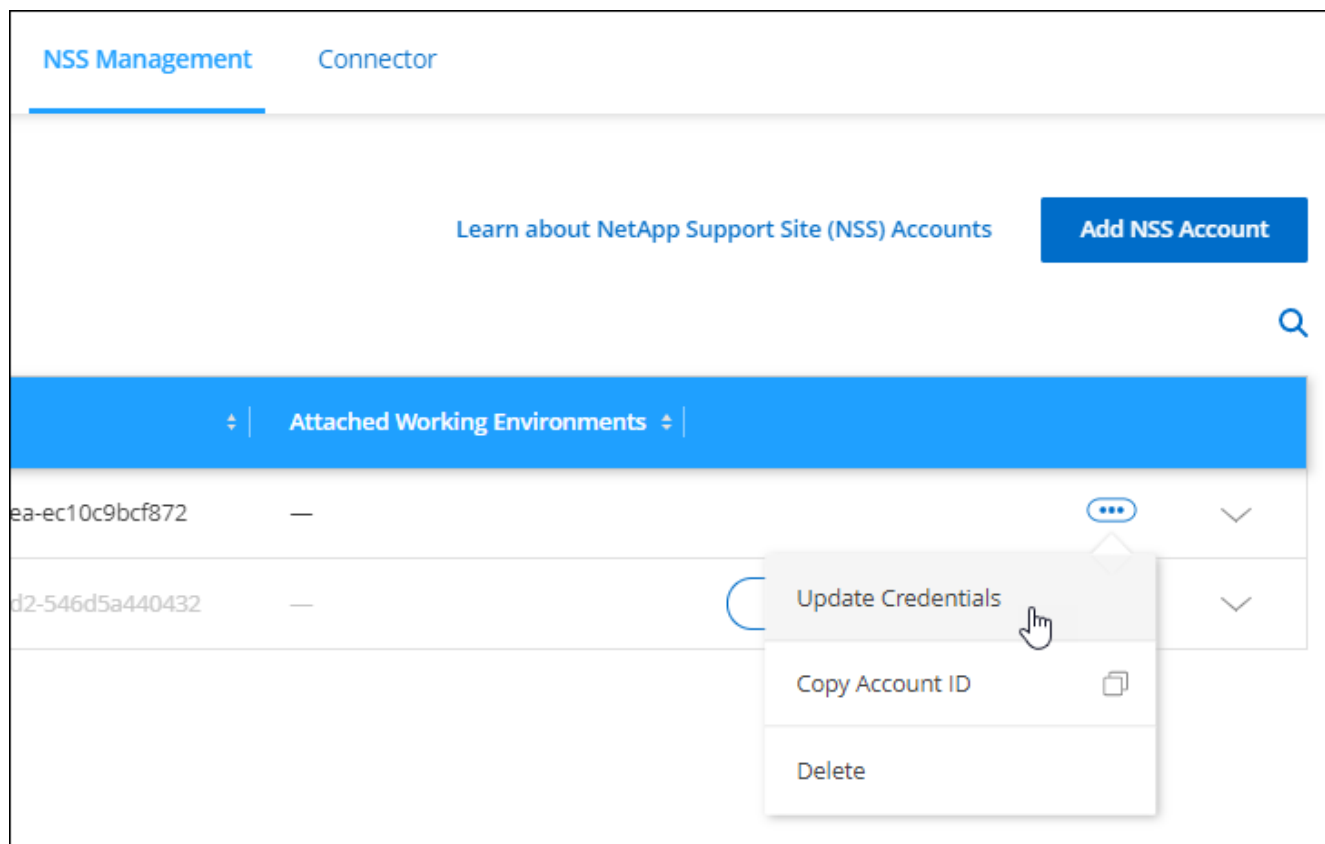 NSS Management Connector
Learn about NetApp Support Site (NSS) Accounts Add NSS Account
Attached Working Environments
ea-ec10c9bcf872 —
d2-546d5a440432 —
Update Credentials
Copy Account ID
Delete